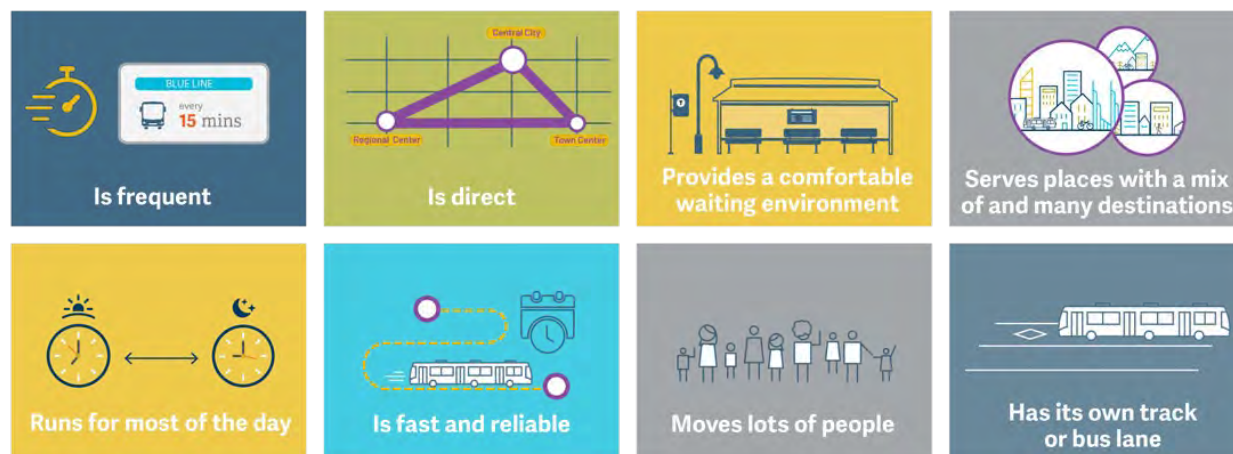 BLUE LINE
every
15 mins
Is frequent
Central City
Regional Center
Town Center
Is direct
T
Provides a comfortable
waiting environment
Serves places with a mix
of and many destinations
Runs for most of the day
Is fast and reliable
Moves lots of people
Has its own track
or bus lane